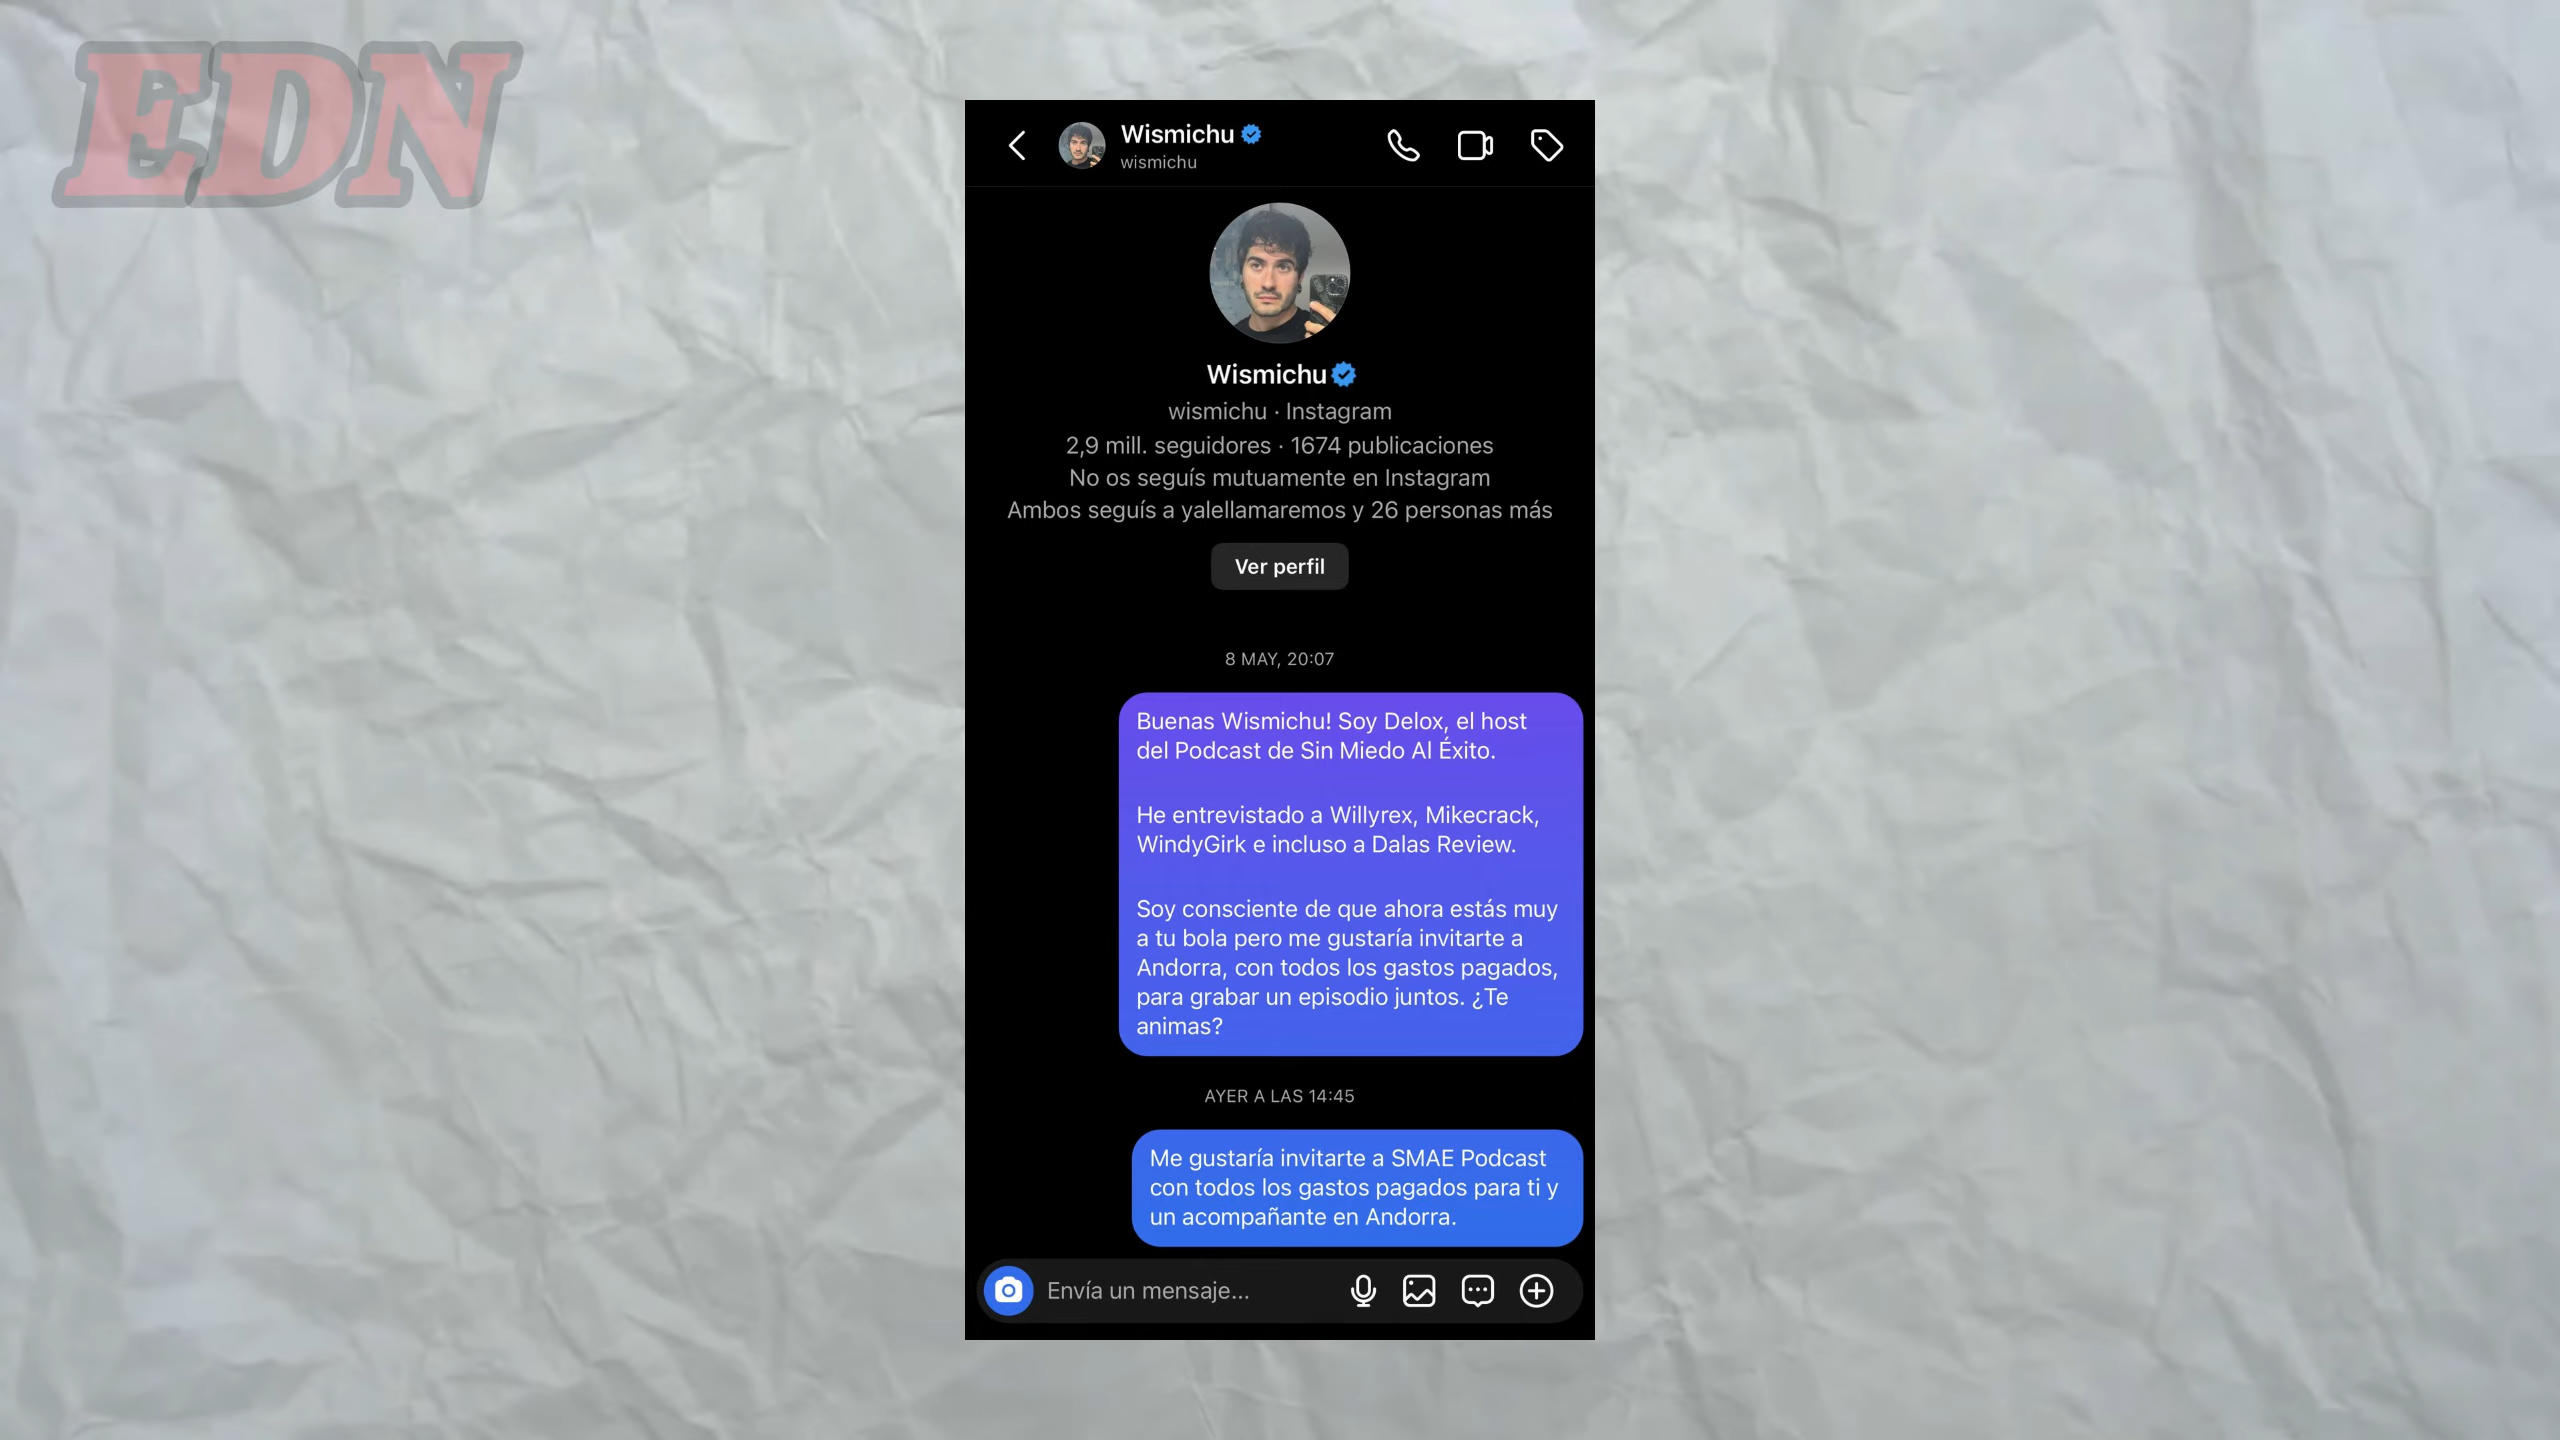 EDN
Wismichu
wismichu
Wismichu
wismichu · Instagram
2,9 mill. seguidores · 1674 publicaciones
No os seguís mutuamente en Instagram
Ambos seguís a yalellamaremos y 26 personas más
Ver perfil
8 MAY, 20:07
Buenas Wismichu! Soy Delox, el host
del Podcast de Sin Miedo Al Éxito.
He entrevistado a Willyrex, Mikecrack,
WindyGirk e incluso a Dalas Review.
Soy consciente de que ahora estás muy
a tu bola pero me gustaría invitarte a
Andorra, con todos los gastos pagados,
para grabar un episodio juntos. ¿Te
animas?
AYER A LAS 14:45
Me gustaría invitarte a SMAE Podcast
con todos los gastos pagados para ti y
un acompañante en Andorra.
Envía un mensaje...